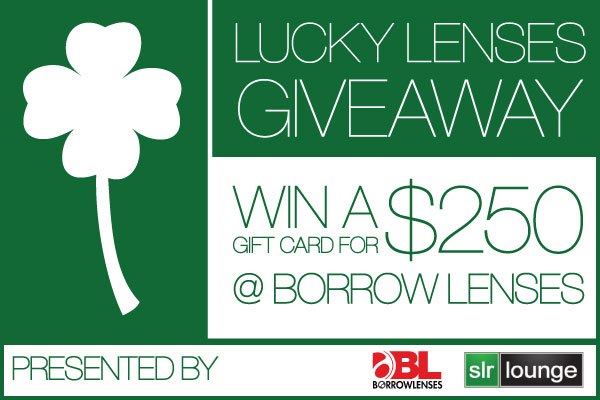 LUCKY LENSES
GIVEAWAY
WIN A $250
GIFT CARD FOR
@ BORROW LENSES
PRESENTED BY
BL
BORROWLENSES
slr lounge